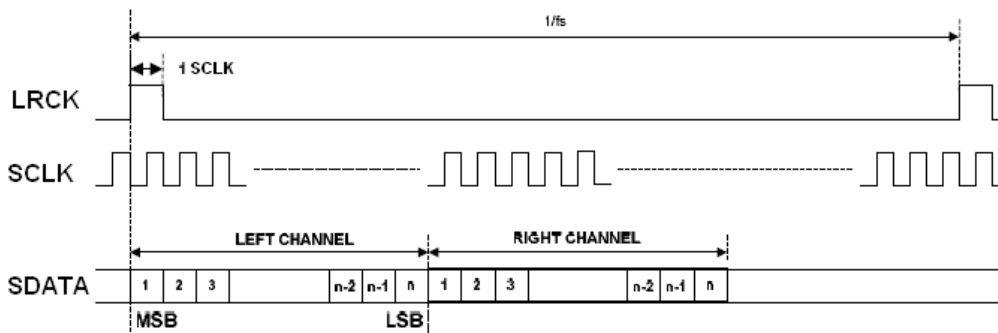 1/fs
1 SCLK
LRCK
SCLK
LEFT CHANNEL RIGHT CHANNEL
SDATA 1 2 3 n-2 n-1 n 1 2 3 n-2 n-1 n
MSB LSB